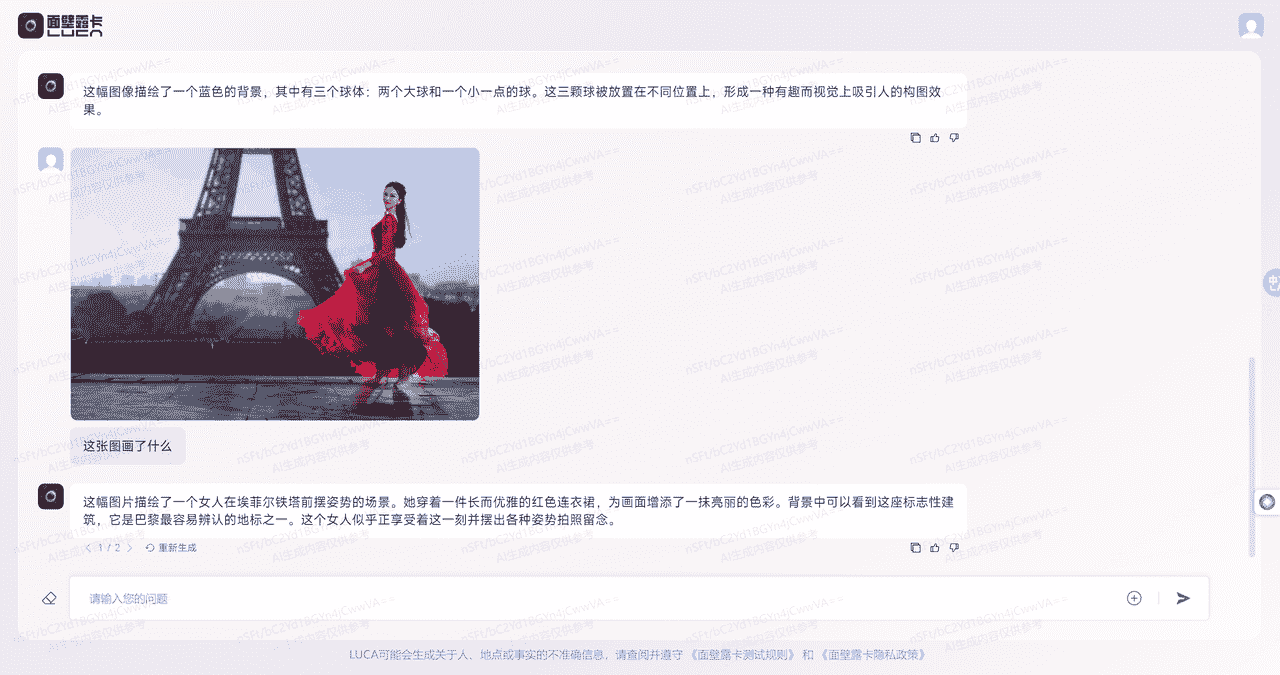 面壁露卡
LUCA
这幅图像描绘了一个蓝色的背景，其中有三个球体：两个大球和一个小一点的球。这三颗球被放置在不同位置上，形成一种有趣而视觉上吸引人的构图效
果。
这张图画了什么
这幅图片描绘了一个女人在埃菲尔铁塔前摆姿势的场景。她穿着一件长而优雅的红色连衣裙，为画面增添了一抹亮丽的色彩。背景中可以看到这座标志性建
筑，它是巴黎最容易辨认的地标之一。这个女人似乎正享受着这一刻并摆出各种姿势拍照留念。
1 / 2 重新生成
请输入您的问题
LUCA可能会生成关于人、地点或事实的不准确信息，请查阅并遵守 《面壁露卡测试规则》 和 《面壁露卡隐私政策》
AI生成内容仅供参考